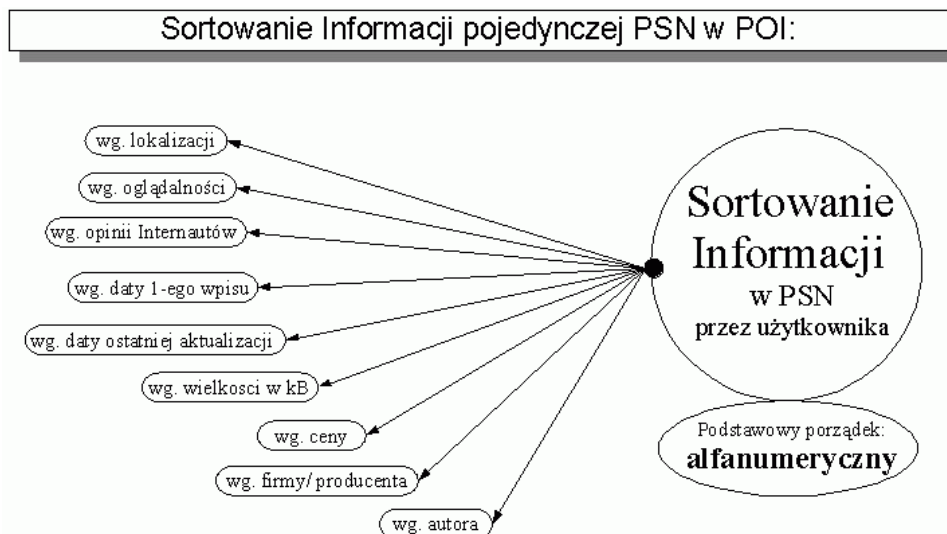 Sortowanie Informacji pojedynczej PSN w POI:
wg. lokalizacji
wg. oglądalności
wg. opinii Internautów
wg. daty 1-ego wpisu
wg. daty ostatniej aktualizacji
wg. wielkosci w kB
wg. ceny
wg. firmy/ producenta
wg. autora
Sortowanie
Informacji
w PSN
przez użytkownika
Podstawowy porządek:
alfanumeryczny